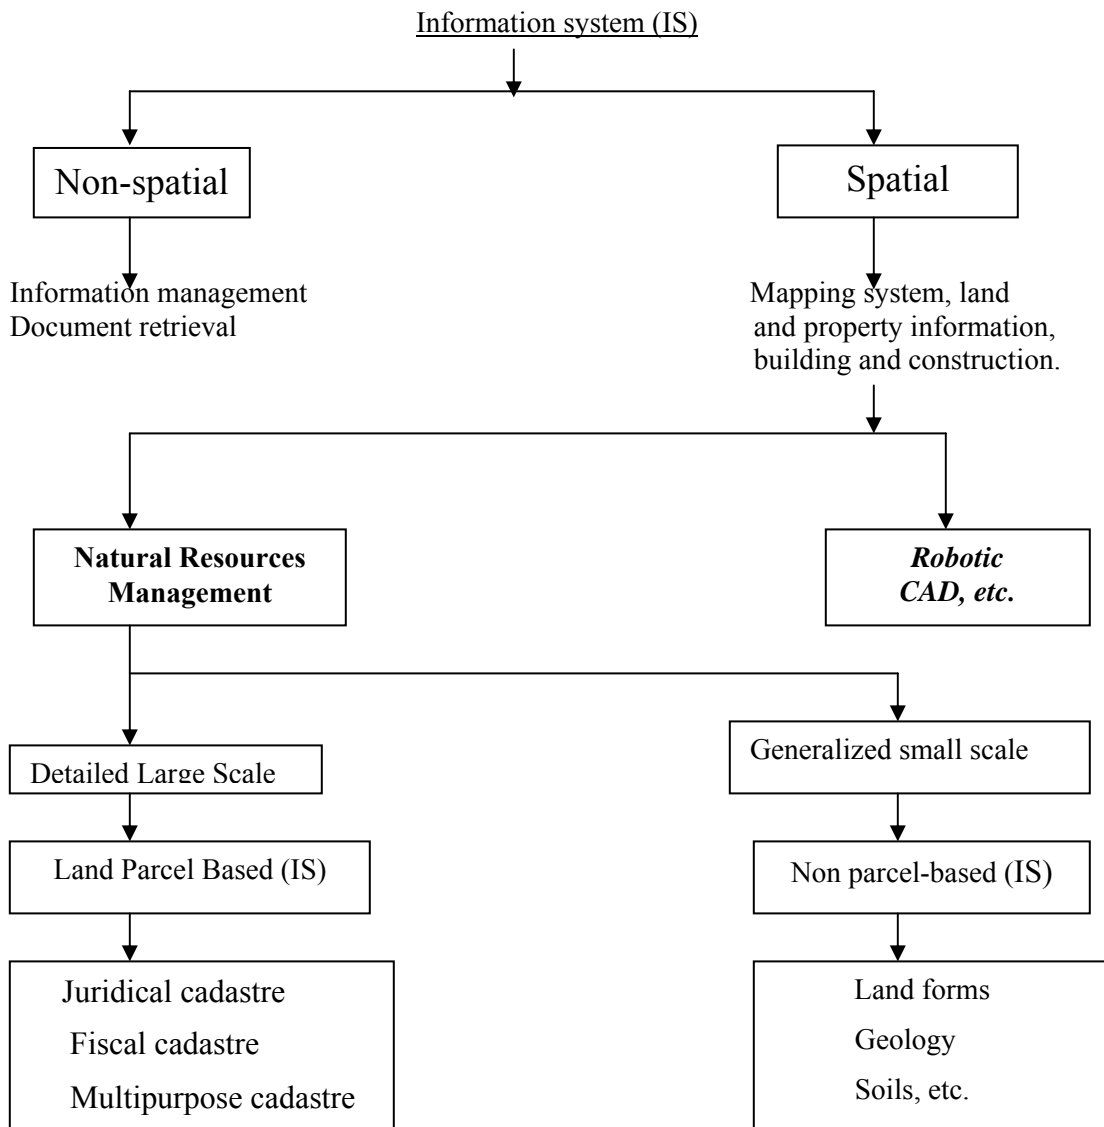 Information system (IS)
Non-spatial
Spatial
Information management
Document retrieval
Mapping system, land
and property information,
building and construction.
Natural Resources
Management
Robotic
CAD, etc.
Detailed Large Scale
Generalized small scale
Land Parcel Based (IS)
Non parcel-based (IS)
Juridical cadastre
Fiscal cadastre
Multipurpose cadastre
Land forms
Geology
Soils, etc.